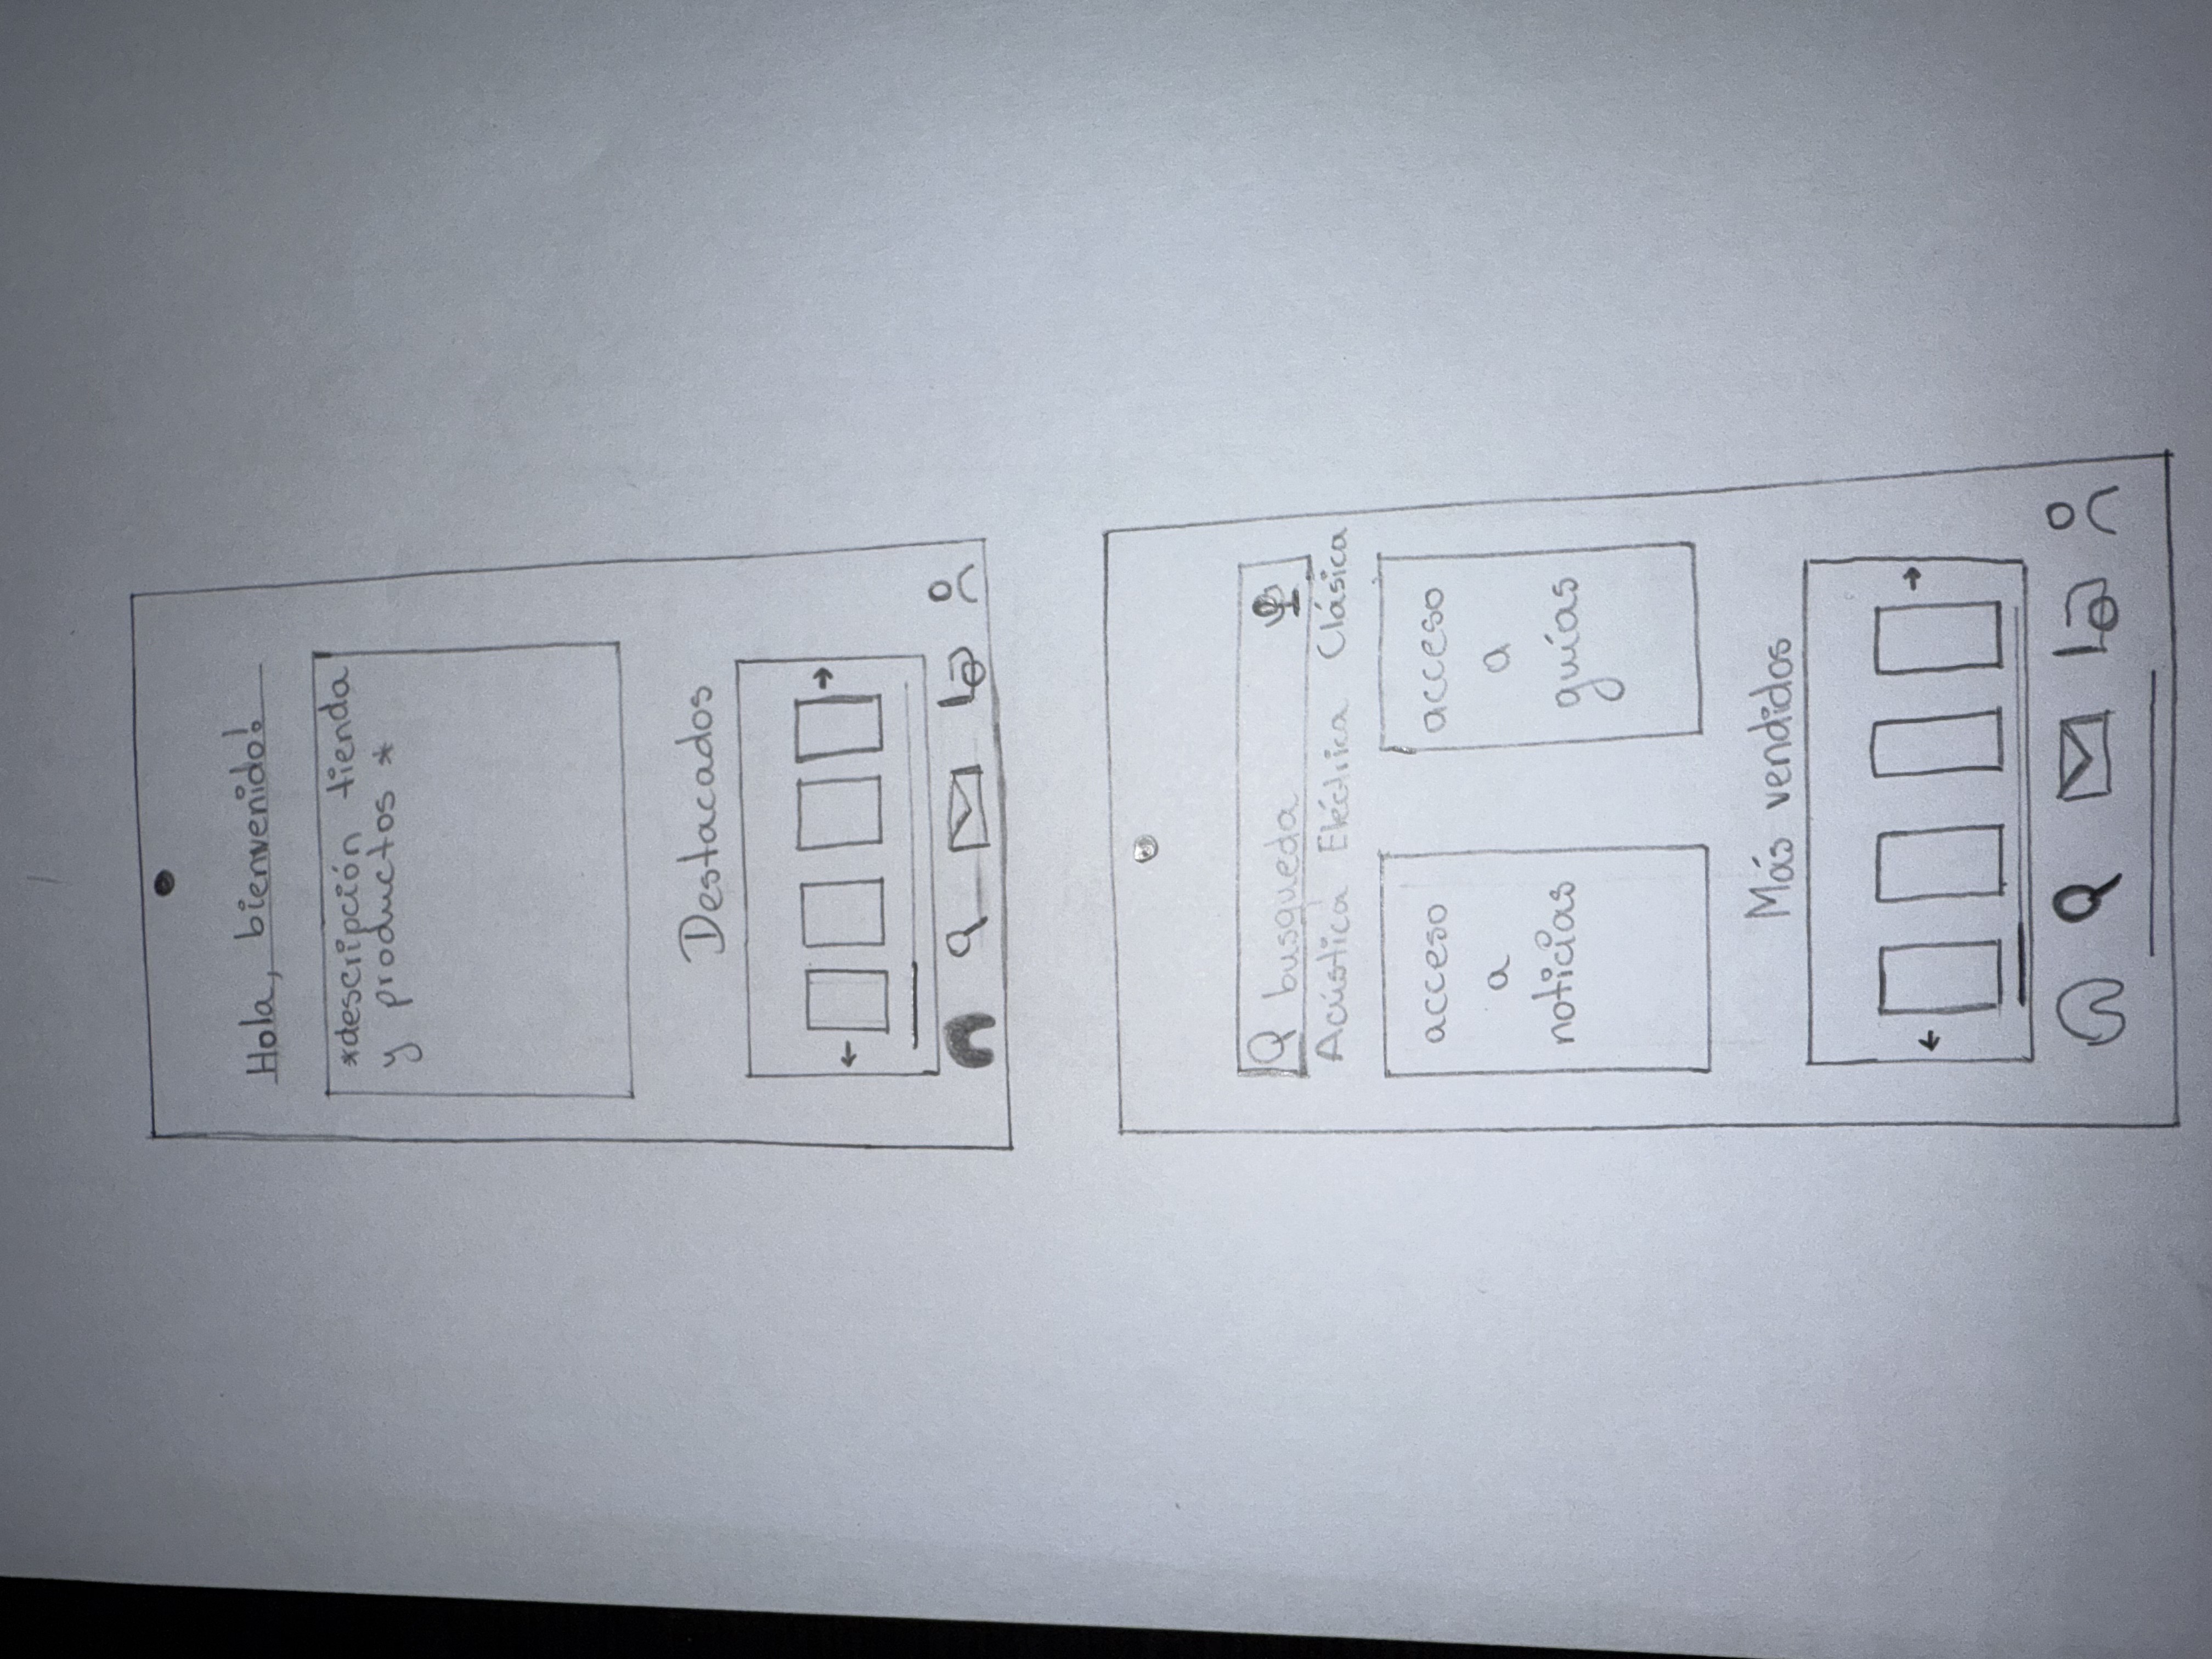 Hola, bienvenido!
*descripción tienda
y productos *
Destacados
busqueda
Acústica Eléctrica Clásica
acceso
a
noticias
acceso
a
guías
Más vendidos